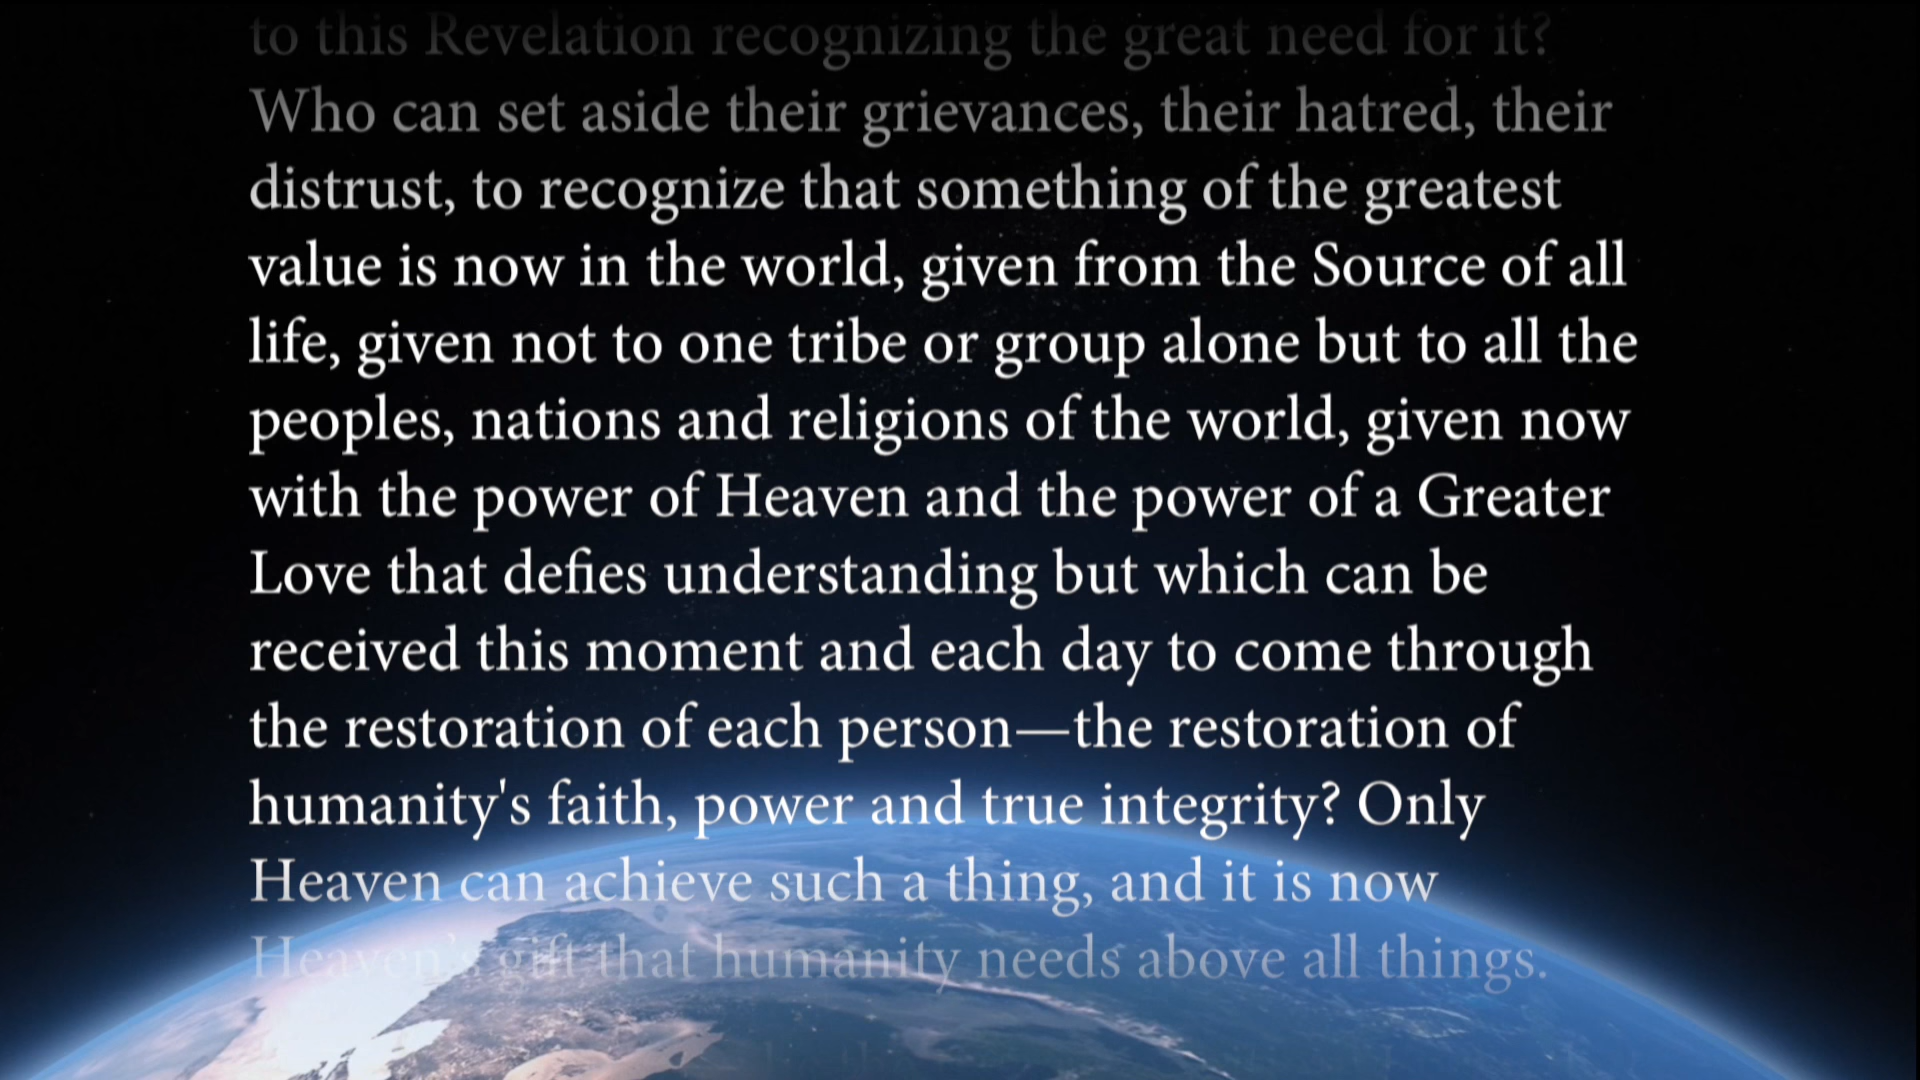 to this Revelation recognizing the great need for it?
Who can set aside their grievances, their hatred, their
distrust, to recognize that something of the greatest
value is now in the world, given from the Source of all
life, given not to one tribe or group alone but to all the
peoples, nations and religions of the world, given now
with the power of Heaven and the power of a Greater
Love that defies understanding but which can be
received this moment and each day to come through
the restoration of each person—the restoration of
humanity's faith, power and true integrity? Only
Heaven can achieve such a thing, and it is now
Heaven's gift that humanity needs above all things.